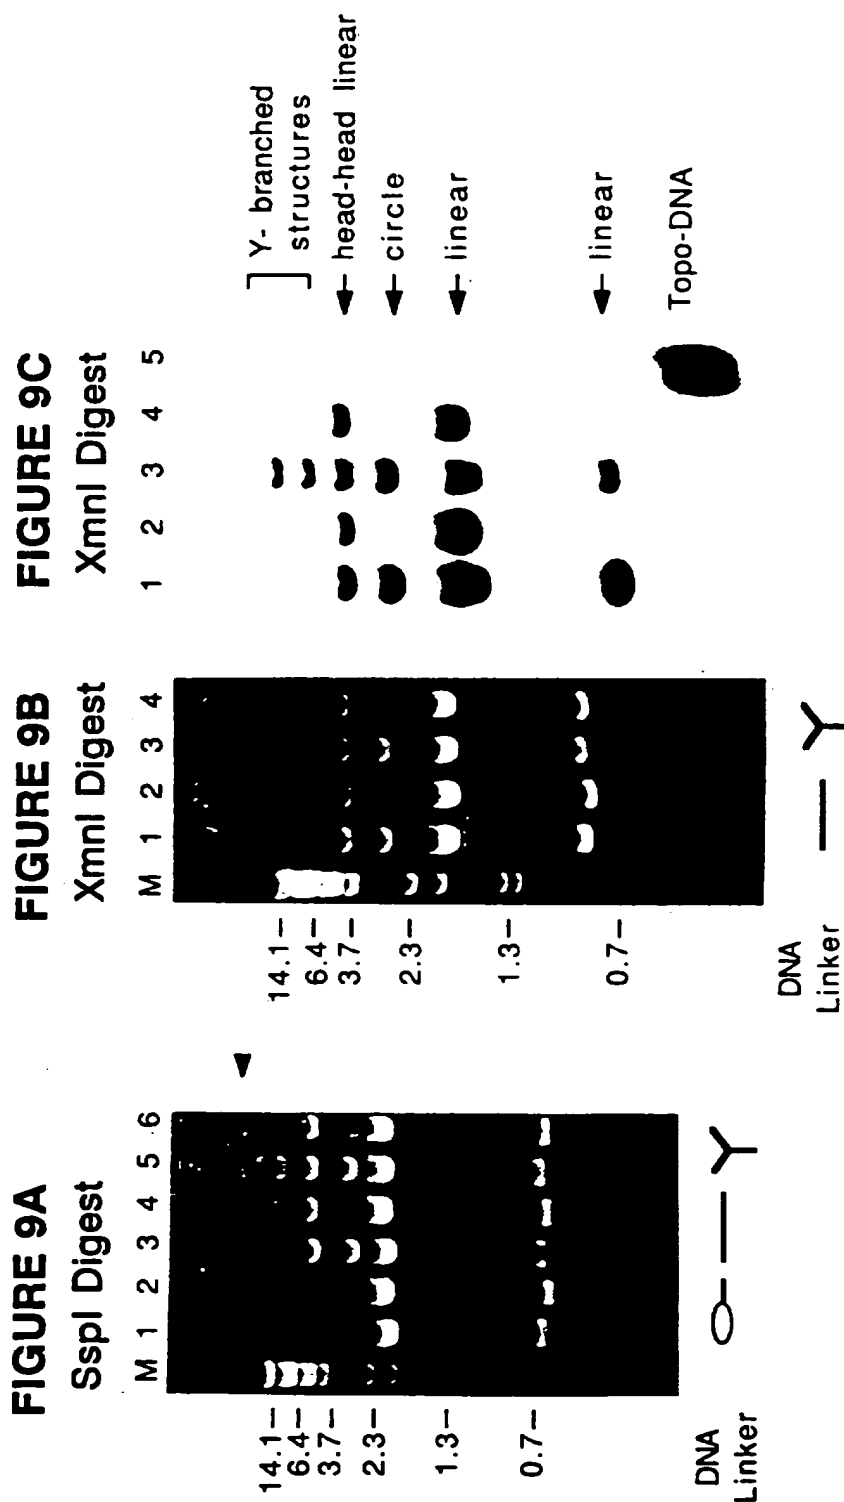 FIGURE 9A
SspI Digest
M 1 2 3 4 5 6
14.1
6.4
3.7
2.3
1.3
0.7
DNA
Linker
FIGURE 9B
XmnI Digest
M 1 2 3 4
14.1
6.4
3.7
2.3
1.3
0.7
DNA
Linker
FIGURE 9C
XmnI Digest
1 2 3 4 5
Y- branched
structures
head-head linear
circle
linear
linear
Topo-DNA